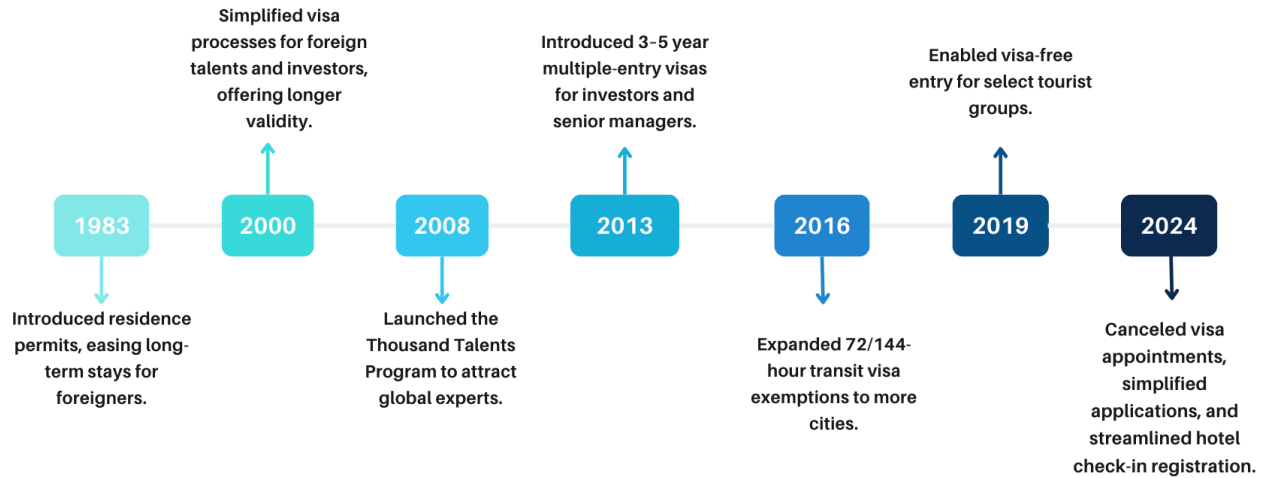 1983
Introduced residence
permits, easing long-
term stays for
foreigners.
Simplified visa
processes for foreign
talents and investors,
offering longer
validity.
2000
2008
Launched the
Thousand Talents
Program to attract
global experts.
Introduced 3-5 year
multiple-entry visas
for investors and
senior managers.
2013
2016
Expanded 72/144-
hour transit visa
exemptions to more
cities.
Enabled visa-free
entry for select tourist
groups.
2019
2024
Canceled visa
appointments,
simplified
applications, and
streamlined hotel
check-in registration.